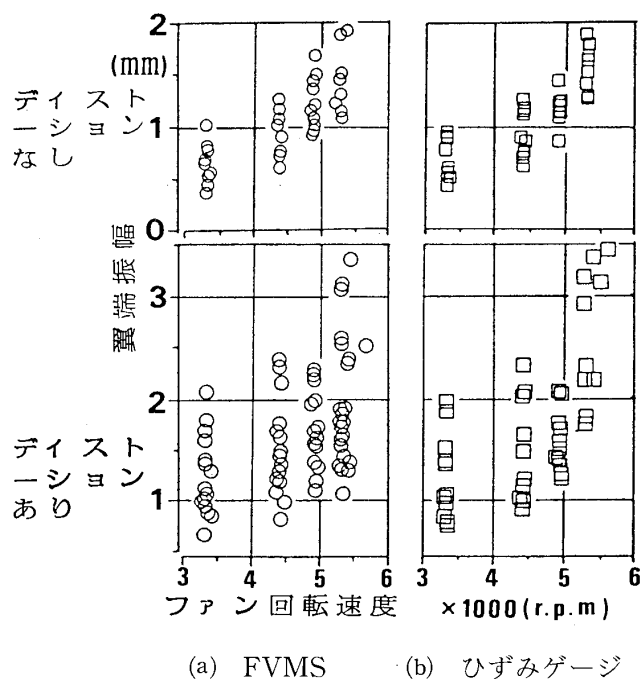 2
(mm)
ディスト
ーション
なし
1
0
翼端振幅
3
2
ディスト
ーション
あり
1
3 4 5 6 3 4 5 6
ファン回転速度 ×1000(r.p.m)
(a) FVMS (b) ひずみゲージ